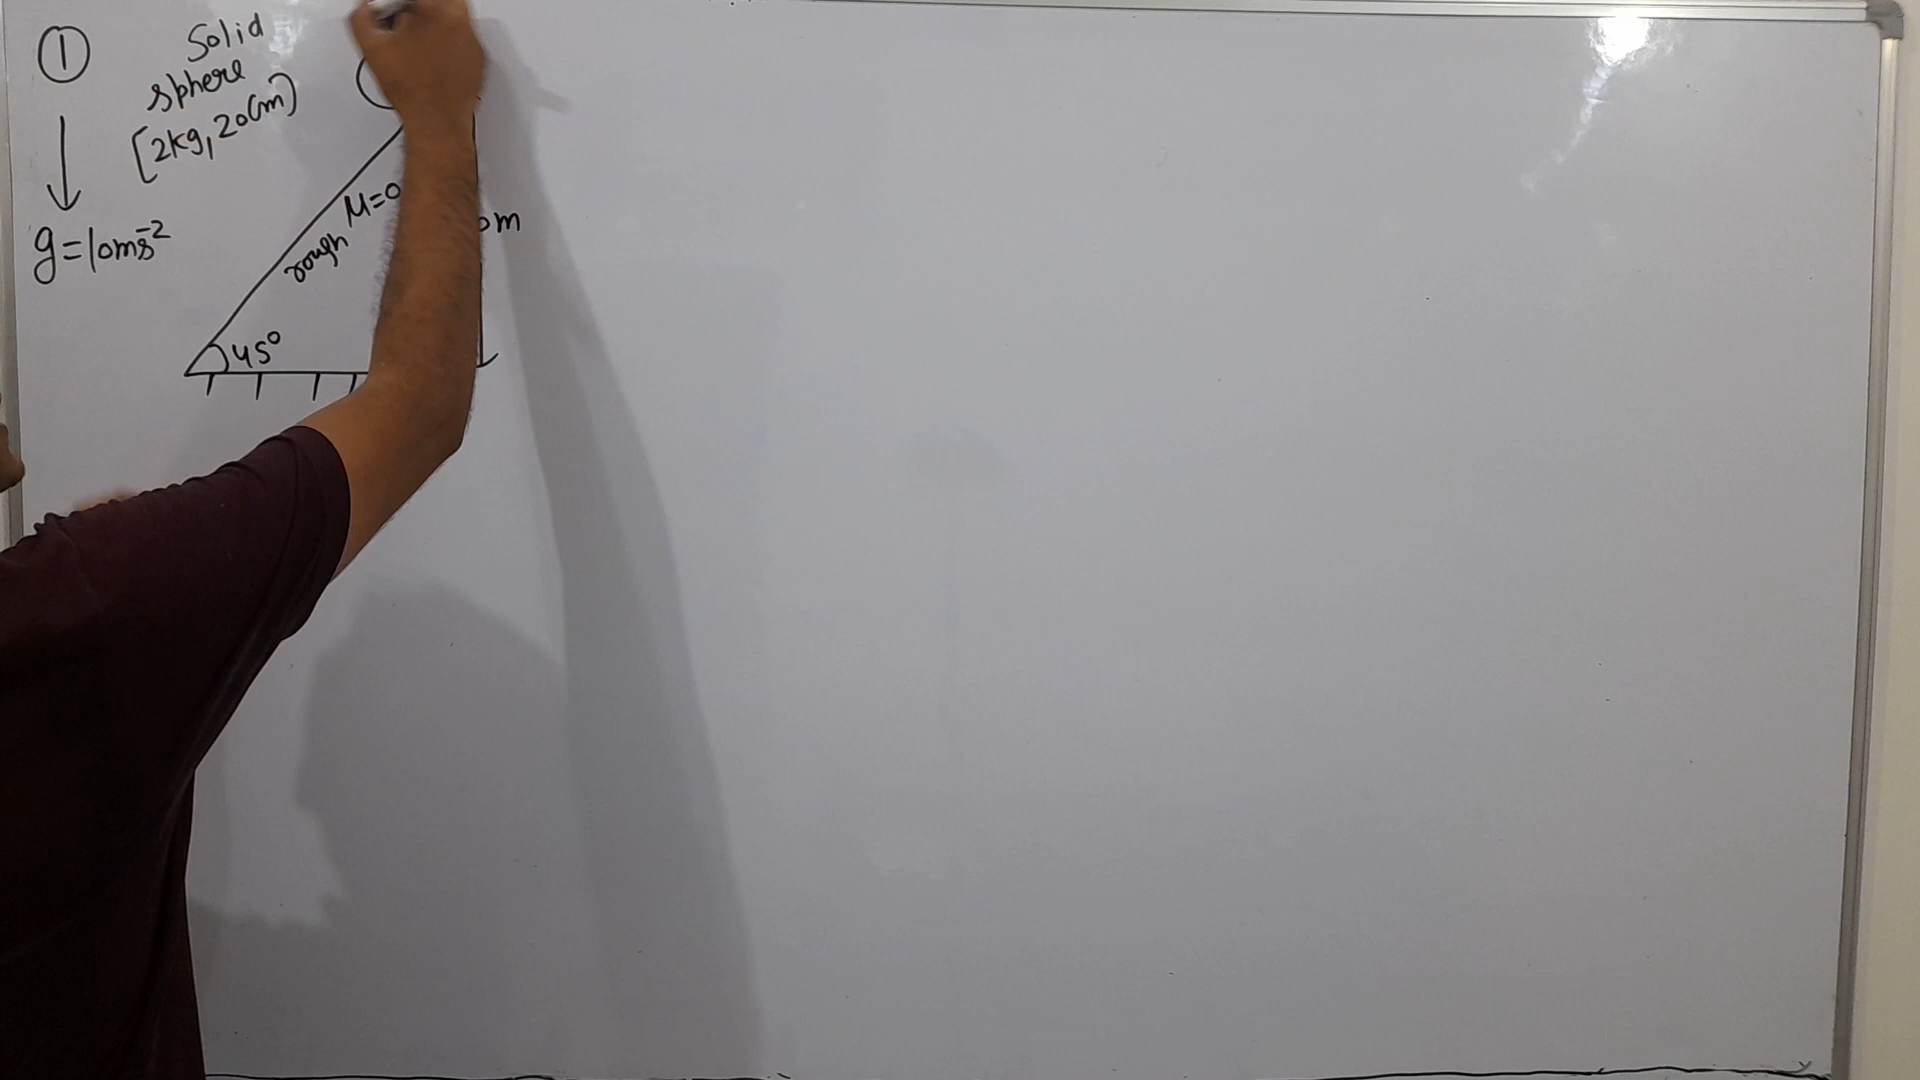 ①
Solid
sphere
[2kg, 20cm)
g=10ms⁻²
rough μ=0
m
45°